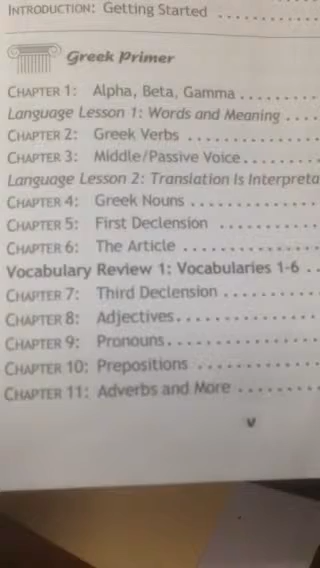 INTRODUCTION: Getting Started ..........
Greek Primer
CHAPTER 1: Alpha, Beta, Gamma ........
Language Lesson 1: Words and Meaning ....
CHAPTER 2: Greek Verbs .............
CHAPTER 3: Middle/Passive Voice........
Language Lesson 2: Translation Is Interpreta
CHAPTER 4: Greek Nouns ............
CHAPTER 5: First Declension .........
CHAPTER 6: The Article .............
Vocabulary Review 1: Vocabularies 1-6 ..
CHAPTER 7: Third Declension .........
CHAPTER 8: Adjectives.............
CHAPTER 9: Pronouns..............
CHAPTER 10: Prepositions ...........
CHAPTER 11: Adverbs and More ........
v